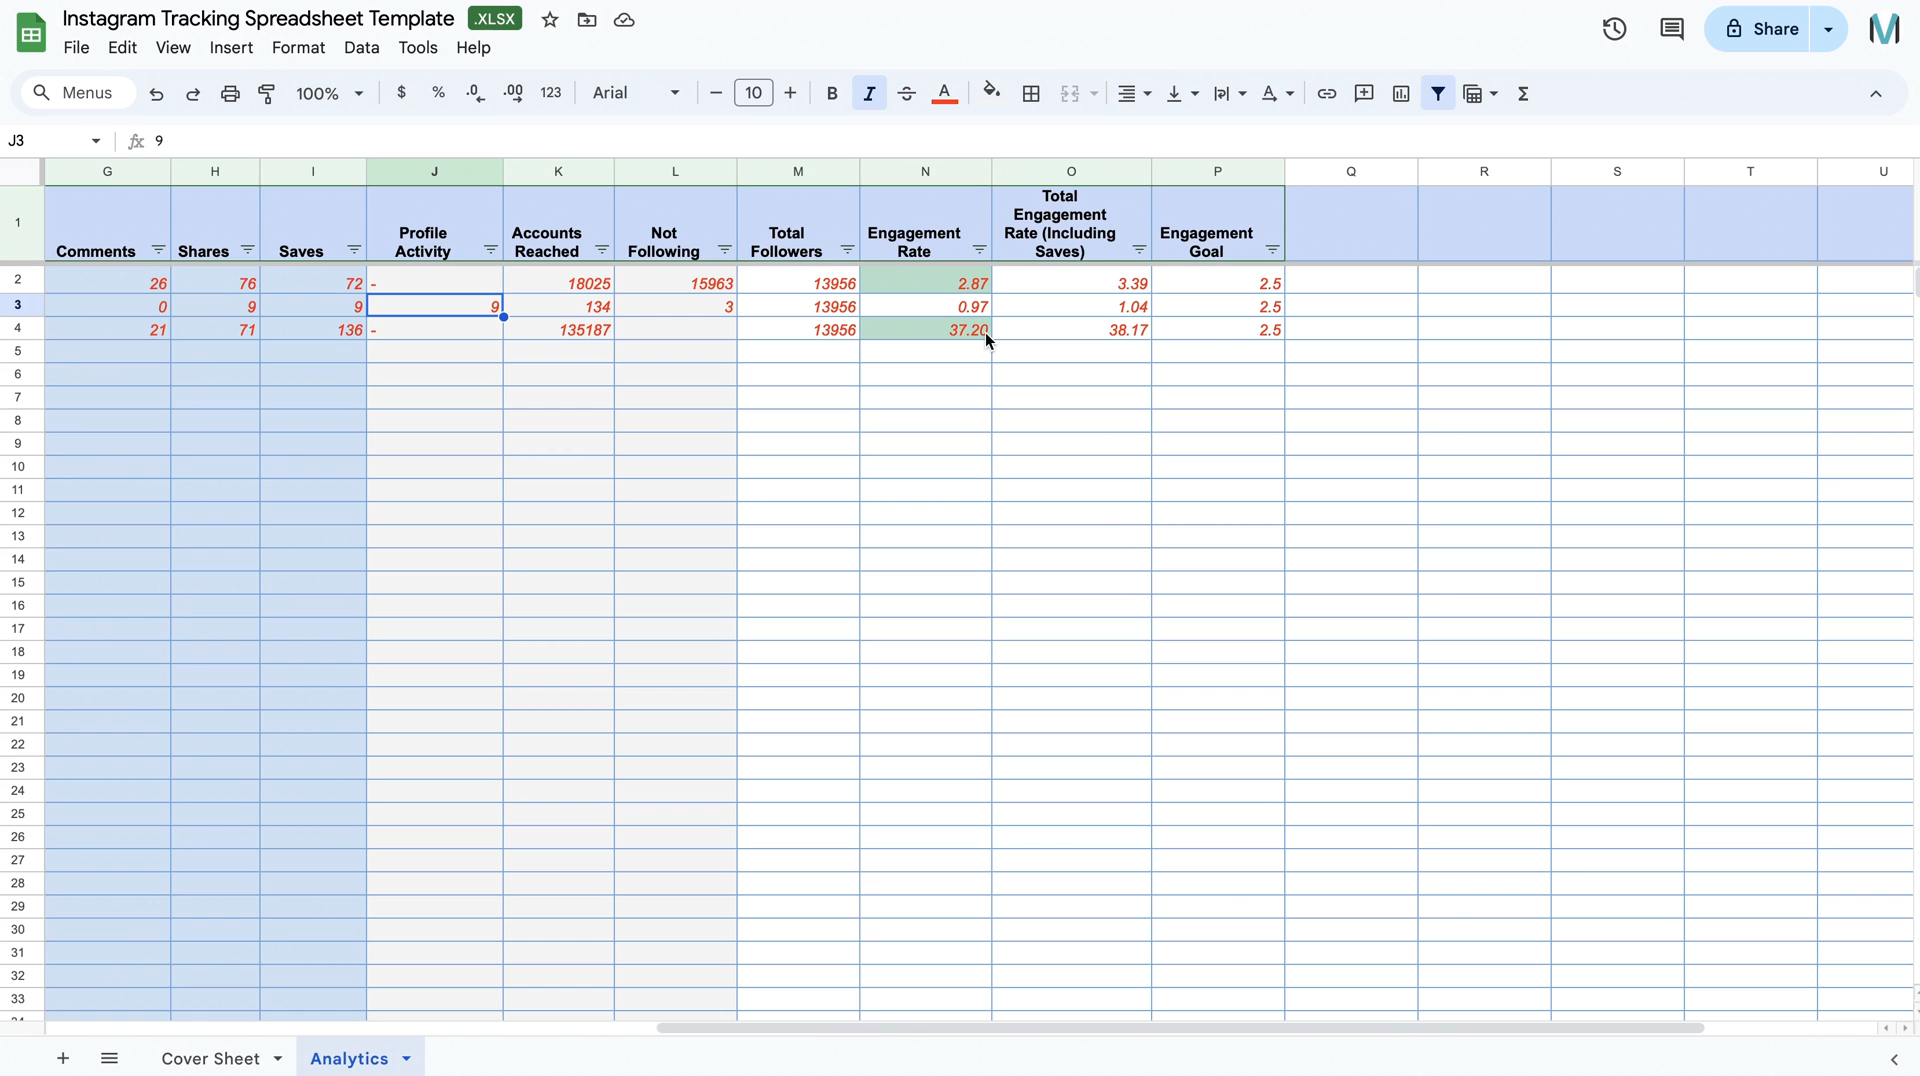 Instagram Tracking Spreadsheet Template .XLSX
File Edit View Insert Format Data Tools Help
Share
Menus 100% $ % .0 .00 123 Arial 10 B I A Σ
J3 fx 9
G H I J K L M N O P Q R S T U
1
Comments
Shares
Saves
Profile
Activity
Accounts
Reached
Not
Following
Total
Followers
Engagement
Rate
Total
Engagement
Rate (Including
Saves)
Engagement
Goal
2 26 76 72 - 18025 15963 13956 2.87 3.39 2.5
3 0 9 9 9 134 3 13956 0.97 1.04 2.5
4 21 71 136 - 135187 13956 37.20 38.17 2.5
5
6
7
8
9
10
11
12
13
14
15
16
17
18
19
20
21
22
23
24
25
26
27
28
29
30
31
32
33
Cover Sheet Analytics